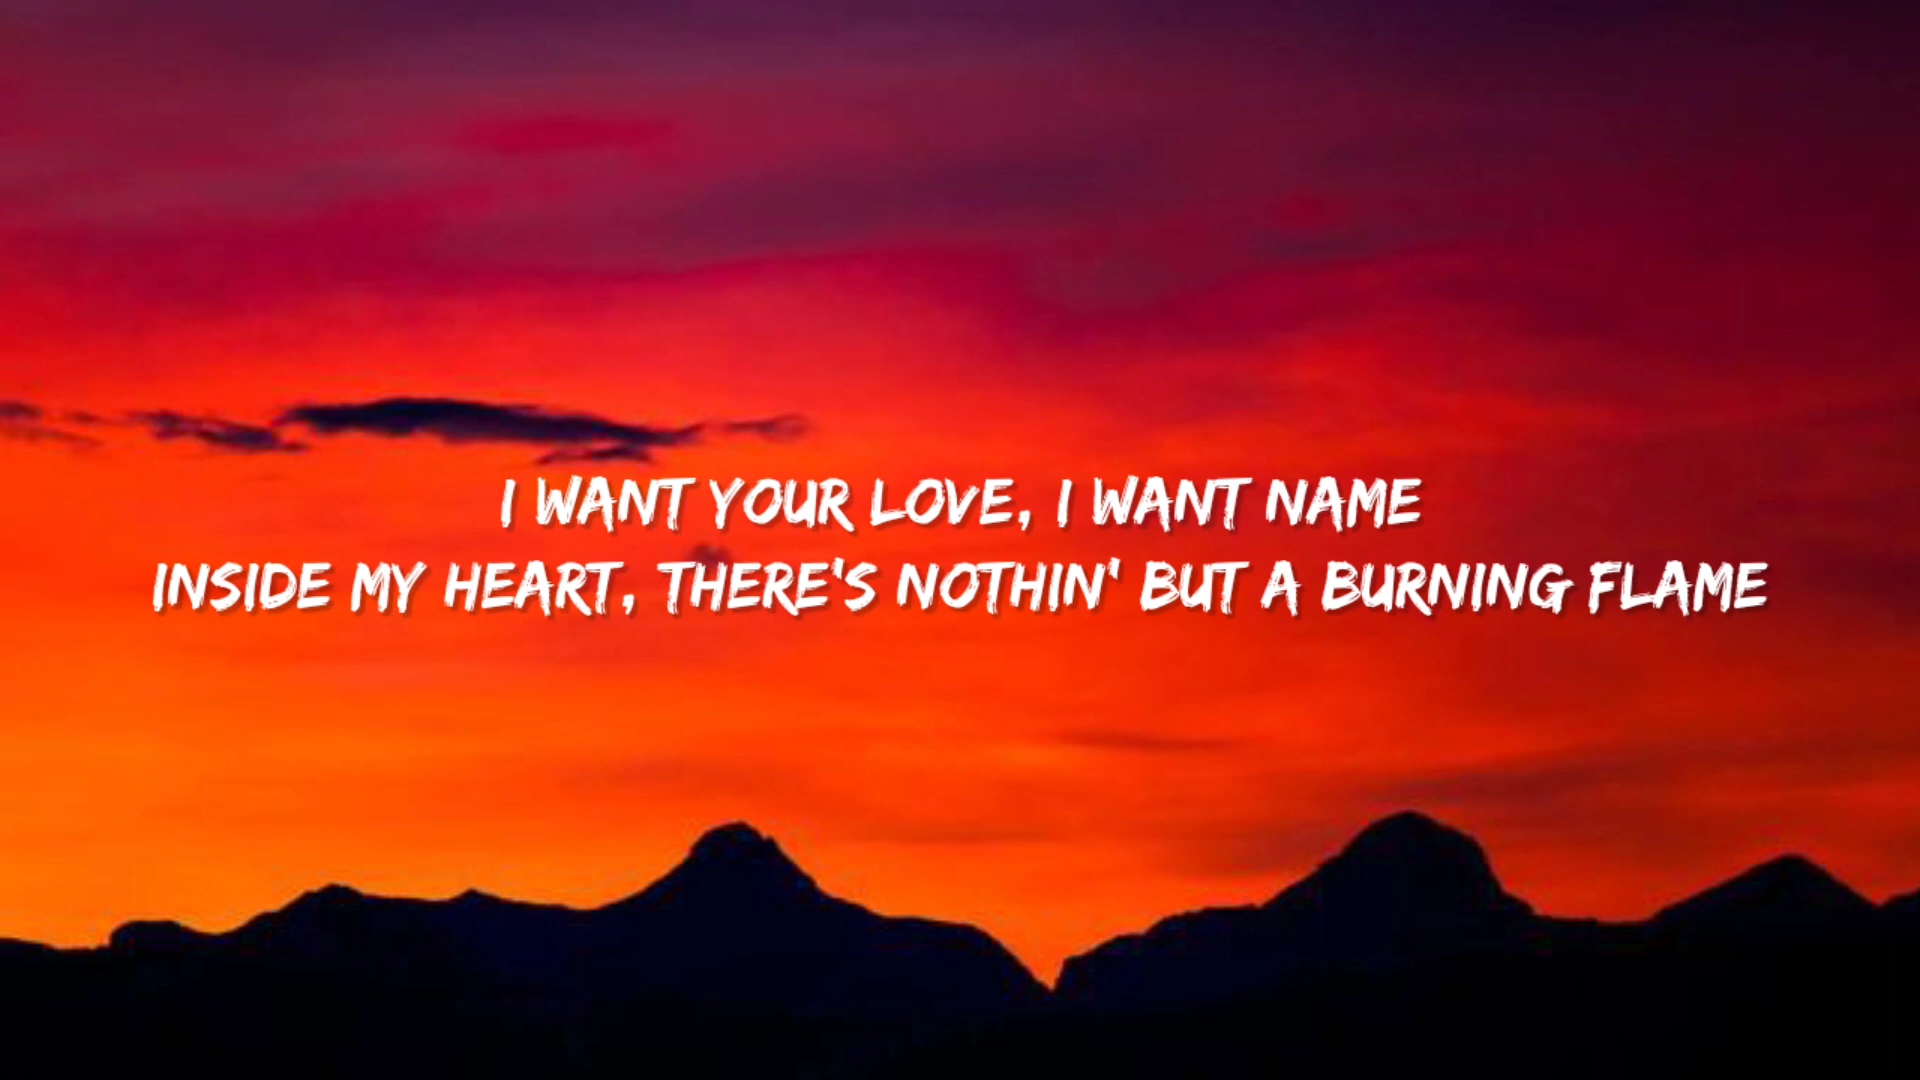 I WANT YOUR LOVE, I WANT NAME
INSIDE MY HEART, THERE'S NOTHIN' BUT A BURNING FLAME